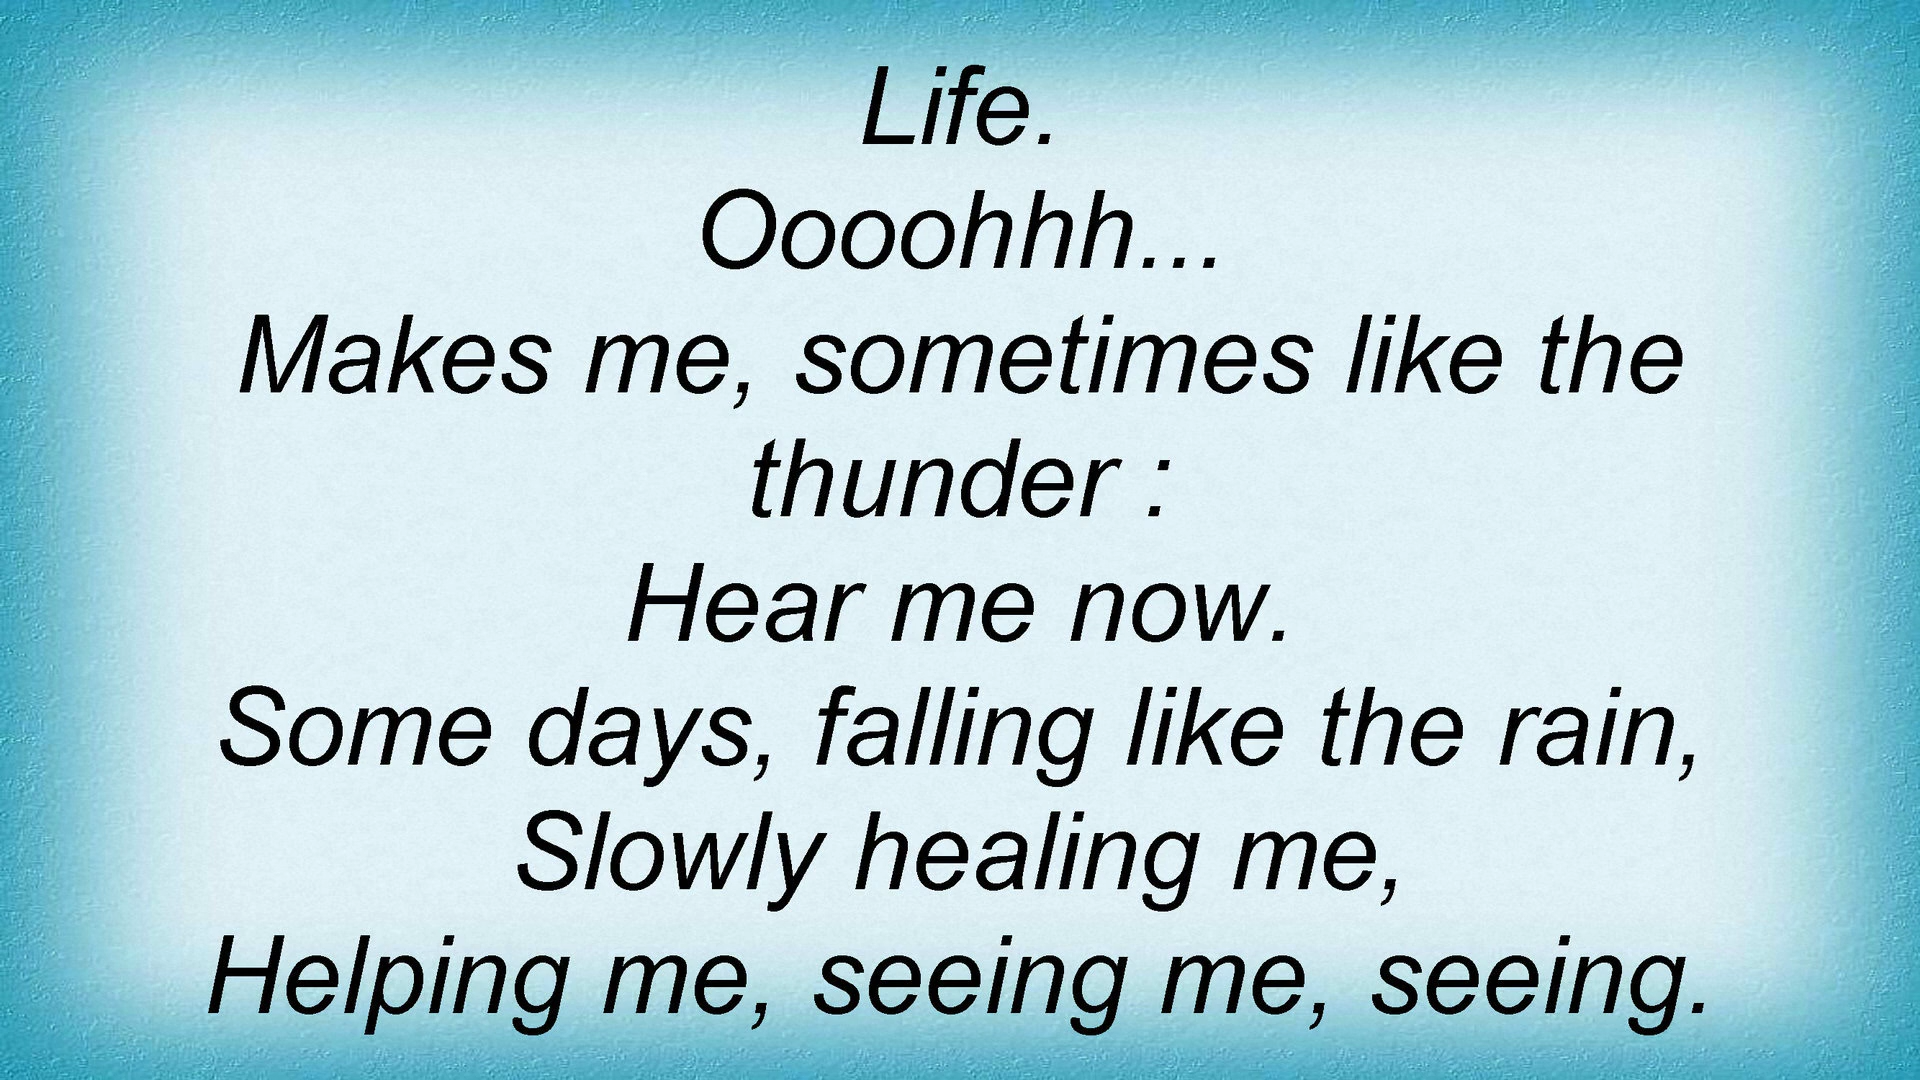 Life.
Oooohhh...
Makes me, sometimes like the
thunder :
Hear me now.
Some days, falling like the rain,
Slowly healing me,
Helping me, seeing me, seeing.